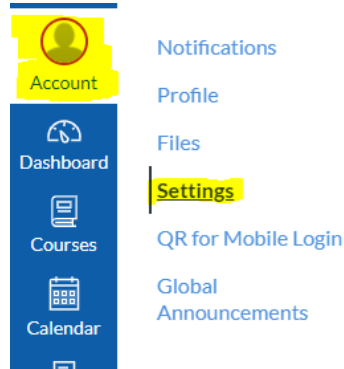 Account
Dashboard
Courses
Calendar
Notifications
Profile
Files
Settings
QR for Mobile Login
Global
Announcements